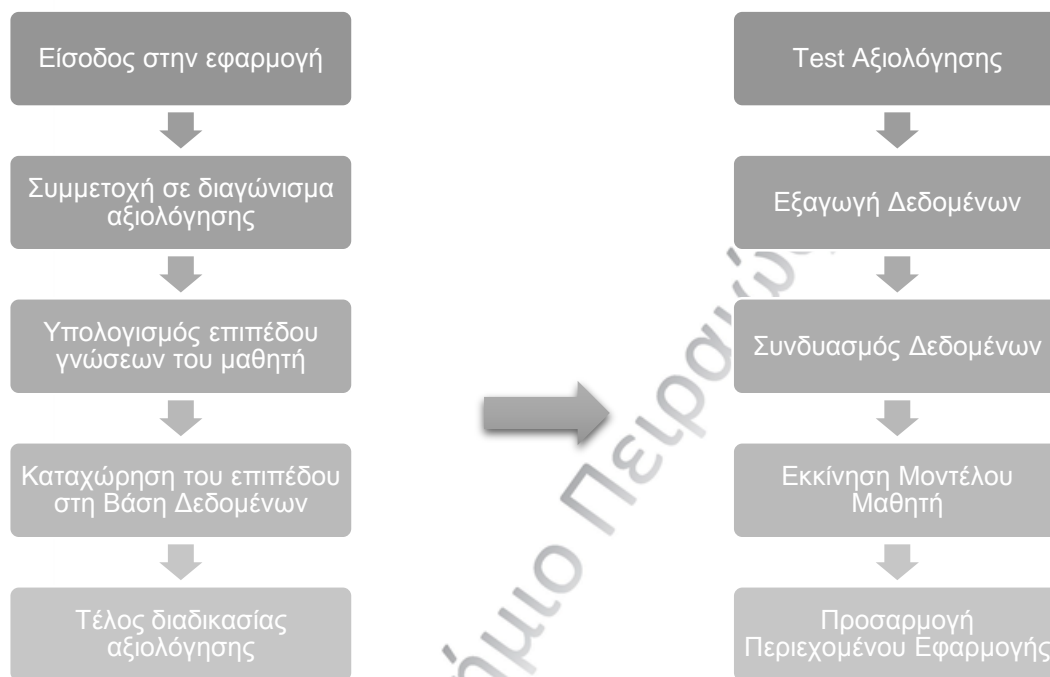 Είσοδος στην εφαρμογή
Συμμετοχή σε διαγώνισμα
αξιολόγησης
Υπολογισμός επιπέδου
γνώσεων του μαθητή
Καταχώρηση του επιπέδου
στη Βάση Δεδομένων
Τέλος διαδικασίας
αξιολόγησης
Test Αξιολόγησης
Εξαγωγή Δεδομένων
Συνδυασμός Δεδομένων
Εκκίνηση Μοντέλου
Μαθητή
Προσαρμογή
Περιεχομένου Εφαρμογής